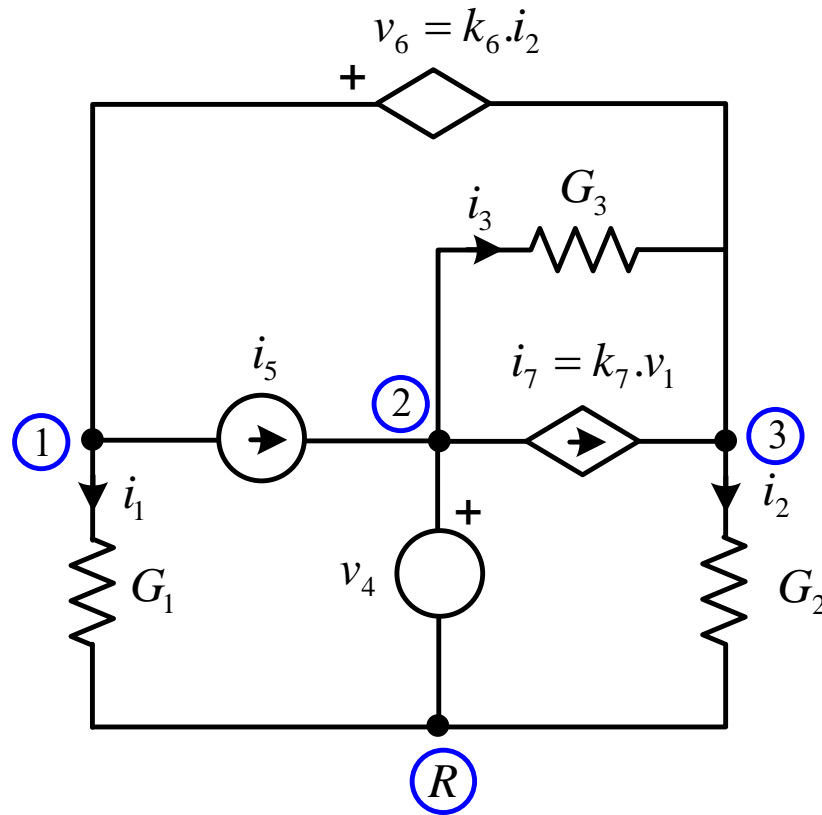 v₆ = k₆.i₂
+
G₃
i₃
i₅
i₇ = k₇.v₁
2
1
3
i₁
+
i₂
v₄
G₁
G₂
R